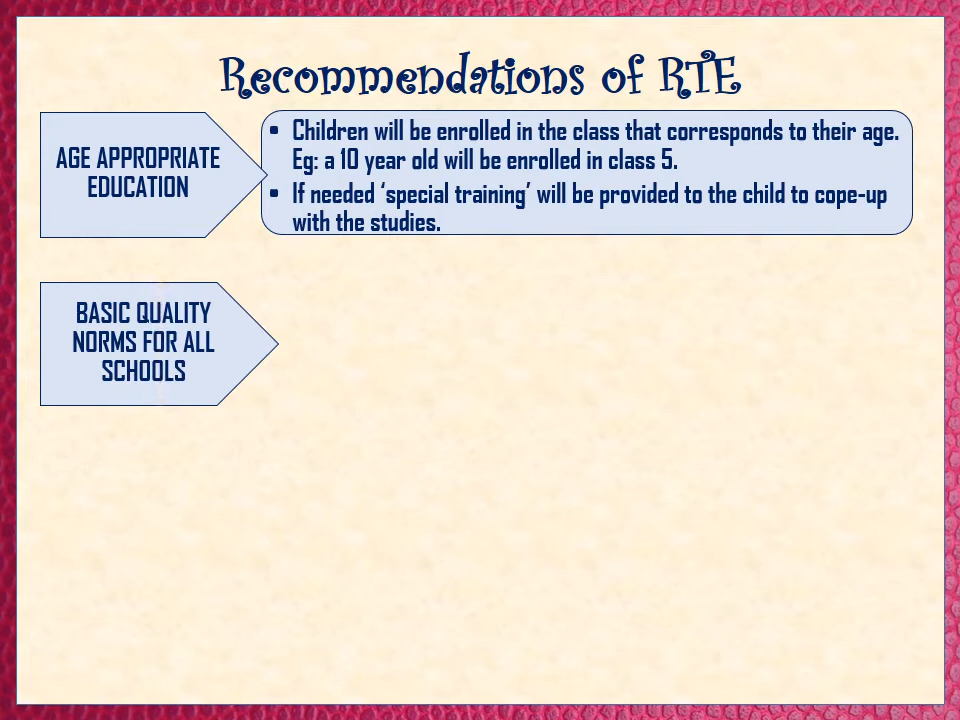 Recommendations of RTE
AGE APPROPRIATE
EDUCATION
• Children will be enrolled in the class that corresponds to their age.
Eg: a 10 year old will be enrolled in class 5.
• If needed ‘special training’ will be provided to the child to cope-up
with the studies.
BASIC QUALITY
NORMS FOR ALL
SCHOOLS